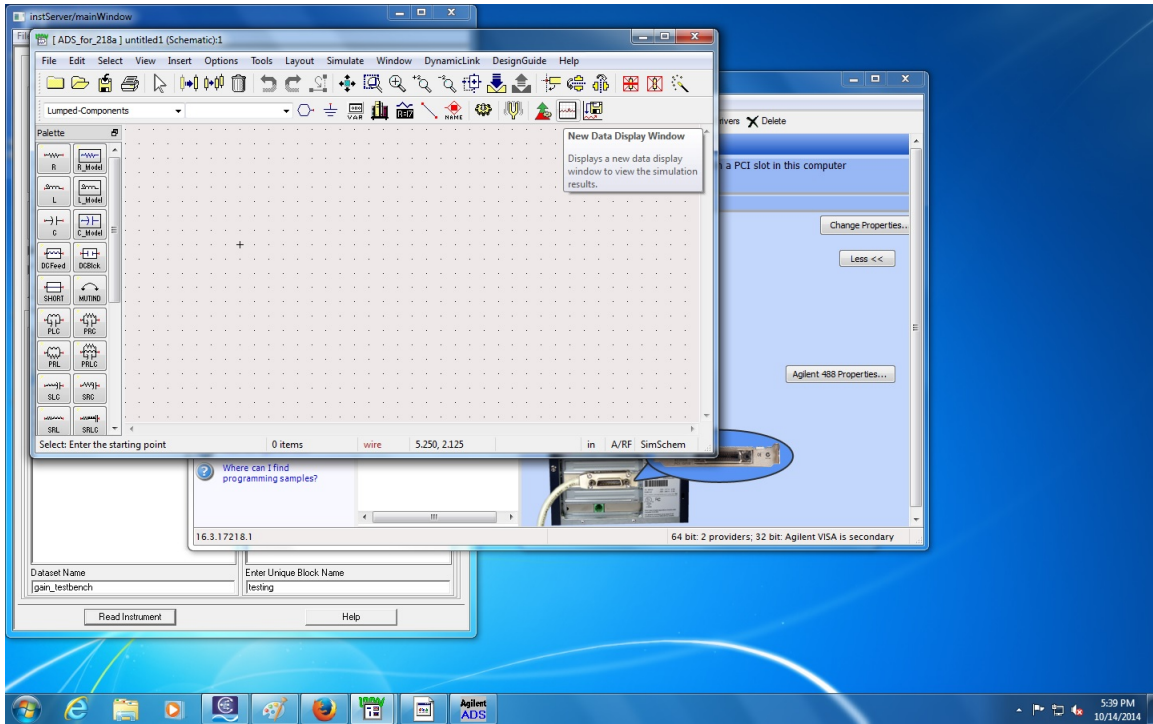 instServer/mainWindow
[ ADS_for_218a ] untitled1 (Schematic):1
File Edit Select View Insert Options Tools Layout Simulate Window DynamicLink DesignGuide Help
VAR
NAME
Lumped-Components
Palette
R R_Model
L L_Model
C C_Model
DCFeed DCBlck
SHORT MUTIND
PLC PRC
PRL PRLC
SLC SRC
SRL SRLC
New Data Display Window
Displays a new data display
window to view the simulation
results.
Select: Enter the starting point 0 items wire 5.250, 2.125 in A/RF SimSchem
Delete
a PCI slot in this computer
Change Properties..
Less <<
Agilent 488 Properties...
Where can I find
programming samples?
16.3.17218.1
64 bit: 2 providers; 32 bit: Agilent VISA is secondary
Dataset Name
gain_testbench
Enter Unique Block Name
testing
Read Instrument
Help
Agilent
ADS
5:39 PM
10/14/2014